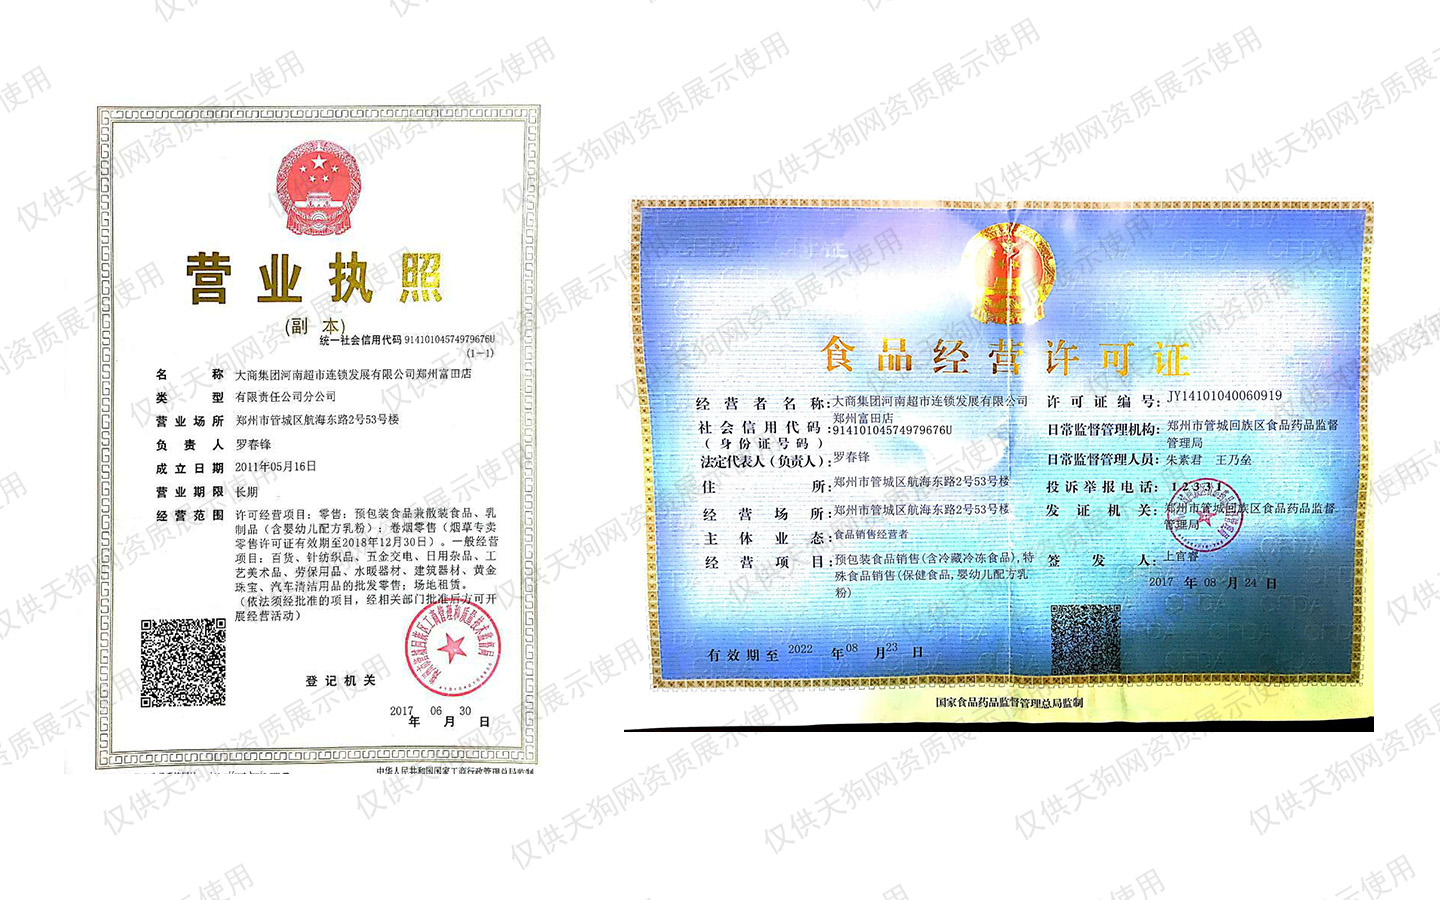 营业执照
(副 本)
统一社会信用代码 91410104574979676U
(1-1)
名 称 大商集团河南超市连锁发展有限公司郑州富田店
类 型 有限责任公司分公司
营业场所 郑州市管城区航海东路2号53号楼
负 责 人 罗春锋
成立日期 2011年05月16日
营业期限 长期
经营范围 许可经营项目:零售:预包装食品兼散装食品、乳
制品(含婴幼儿配方乳粉);卷烟零售(烟草专卖
零售许可证有效期至2018年12月30日)。一般经营
项目:百货、针纺织品、五金交电、日用杂品、工
艺美术品、劳保用品、水暖器材、建筑器材、黄金
珠宝、汽车清洁用品的批发零售;场地租赁。
(依法须经批准的项目,经相关部门批准后方可开
展经营活动)
登记机关
2017 06 30
年 月 日
中华人民共和国国家工商行政管理总局监制
食品经营许可证
经营者名称:大商集团河南超市连锁发展有限公司
郑州富田店
社会信用代码:91410104574979676U
(身份证号码)
法定代表人(负责人):罗春锋
住 所:郑州市管城区航海东路2号53号楼
经营场所:郑州市管城区航海东路2号53号楼
主体业态:食品销售经营者
经营项目:预包装食品销售(含冷藏冷冻食品),特
殊食品销售(保健食品,婴幼儿配方乳
粉)
有效期至 2022 年08 月23 日
许可证编号:JY14101040060919
日常监督管理机构:郑州市管城回族区食品药品监督
管理局
日常监督管理人员:朱素君 王乃垒
投诉举报电话:12331
发证机关:郑州市管城回族区食品药品监督
管理局
签发人:上官睿
2017 年 08 月 24 日
国家食品药品监督管理总局监制
仅供天狗网资质展示使用